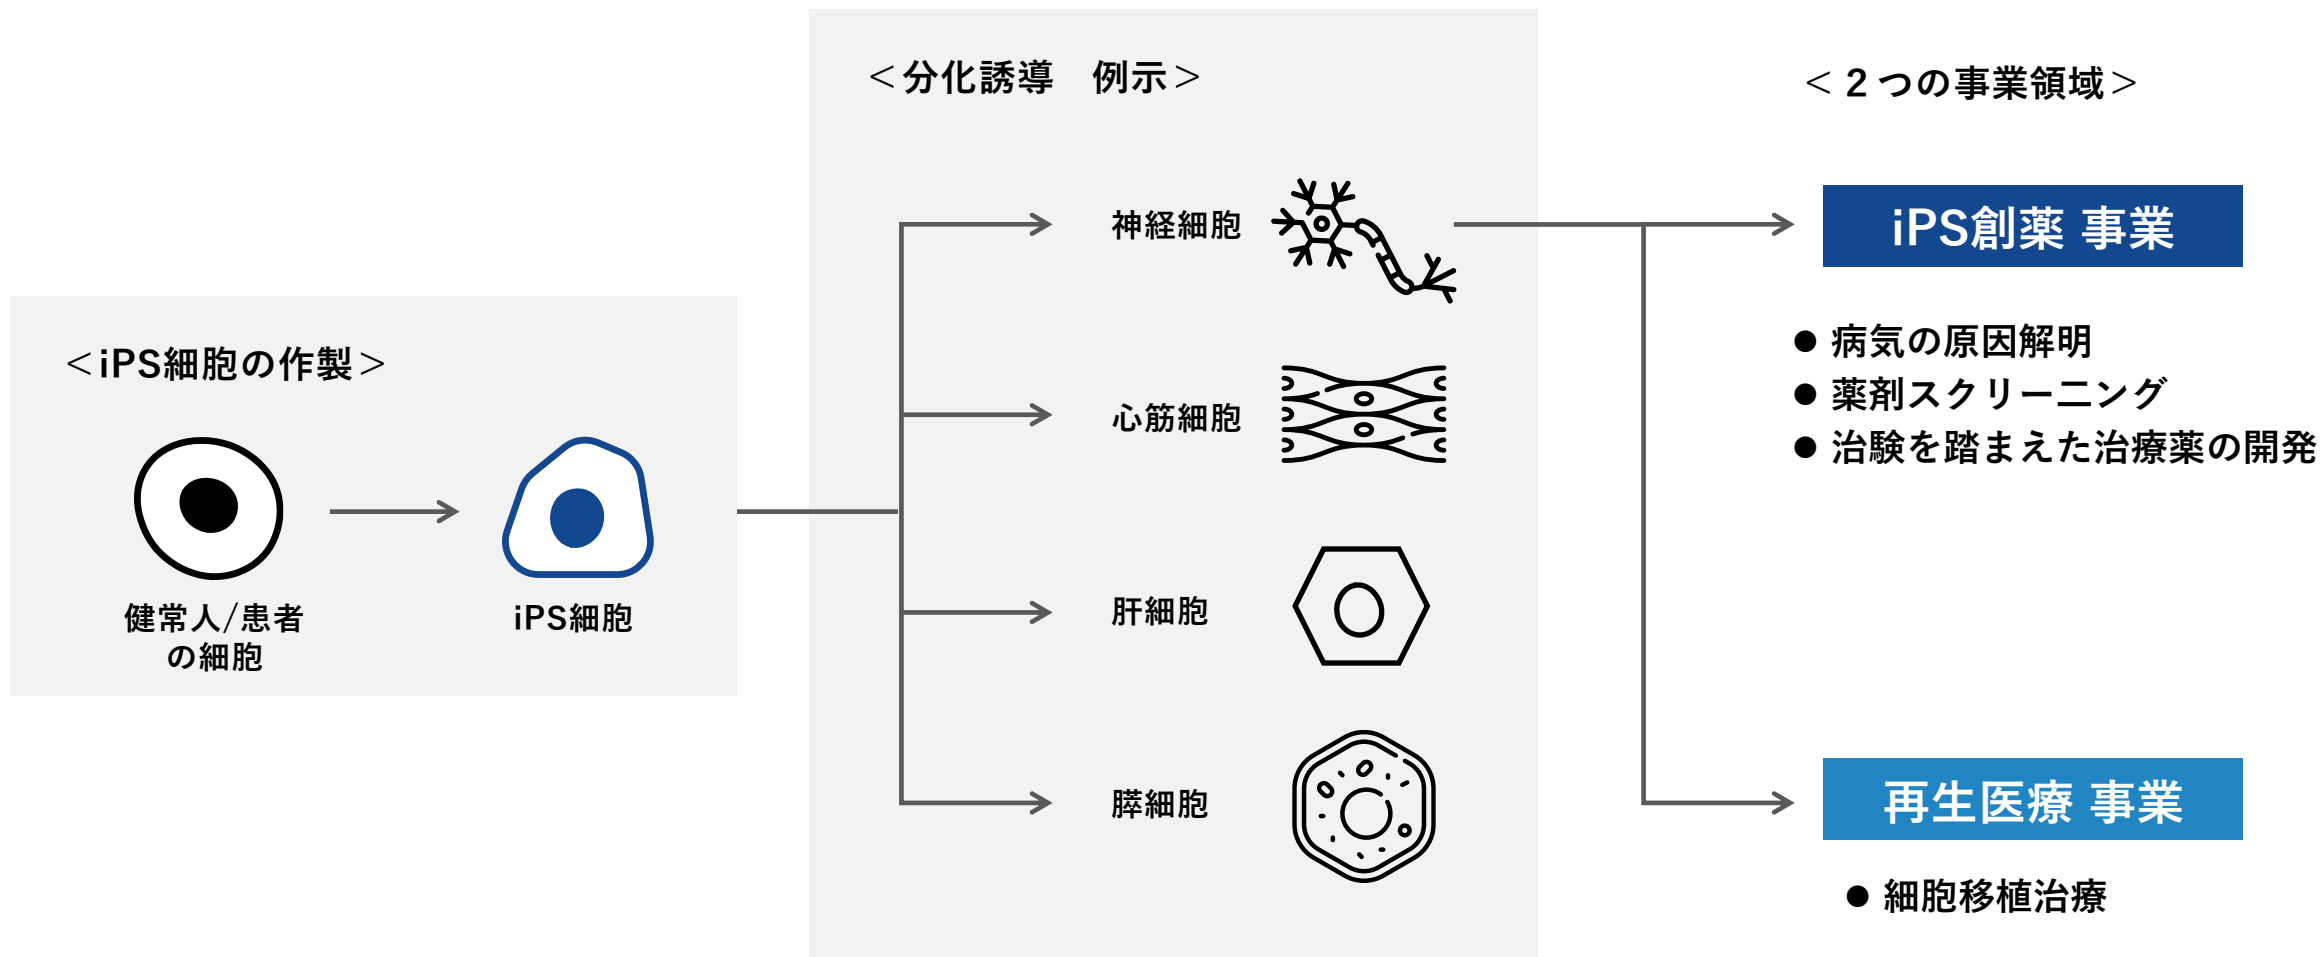 ＜iPS細胞の作製＞
健常人/患者
の細胞
iPS細胞
＜分化誘導　例示＞
神経細胞
心筋細胞
肝細胞
膵細胞
＜２つの事業領域＞
iPS創薬 事業
● 病気の原因解明
● 薬剤スクリーニング
● 治験を踏まえた治療薬の開発
再生医療 事業
● 細胞移植治療